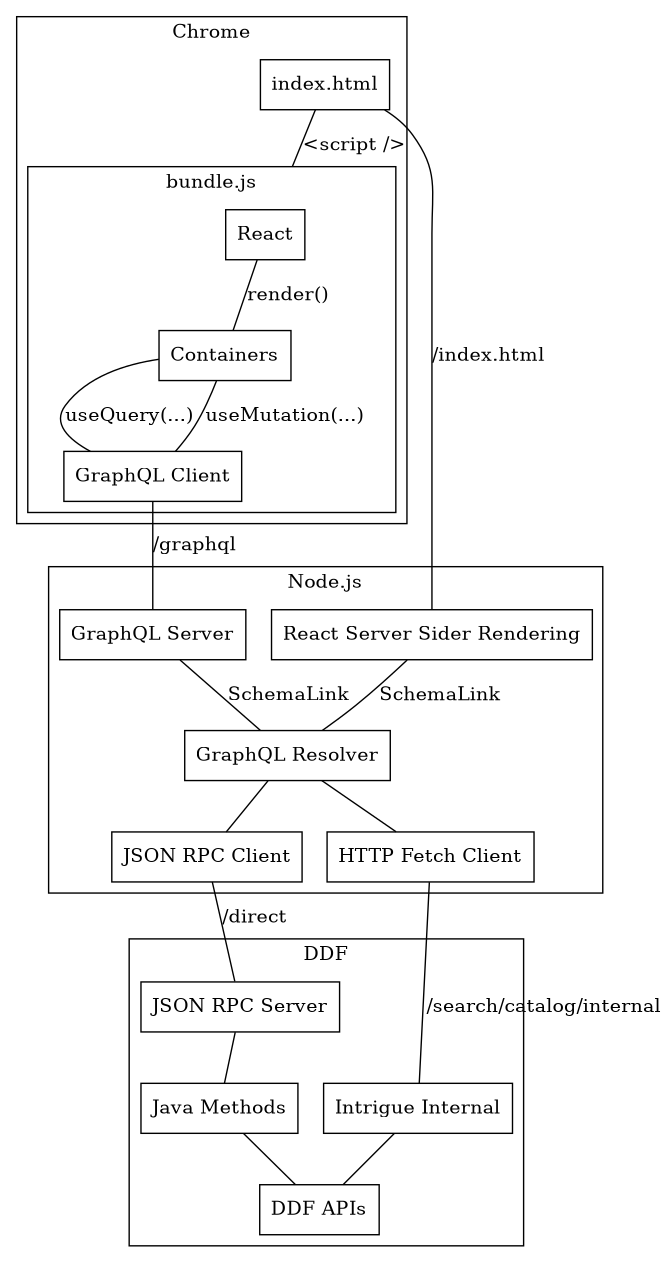 Chrome
index.html
<script />
bundle.js
React
render()
/index.html
Containers
useQuery(...)
useMutation(...)
GraphQL Client
/graphql
Node.js
GraphQL Server
React Server Sider Rendering
SchemaLink
SchemaLink
GraphQL Resolver
JSON RPC Client
HTTP Fetch Client
/direct
DDF
JSON RPC Server
/search/catalog/internal
Java Methods
Intrigue Internal
DDF APIs